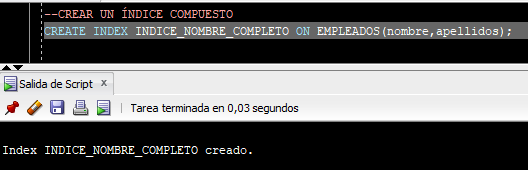 --CREAR UN ÍNDICE COMPUESTO
CREATE INDEX INDICE_NOMBRE_COMPLETO ON EMPLEADOS(nombre,apellidos);
Salida de Script x
Tarea terminada en 0,03 segundos
Index INDICE_NOMBRE_COMPLETO creado.